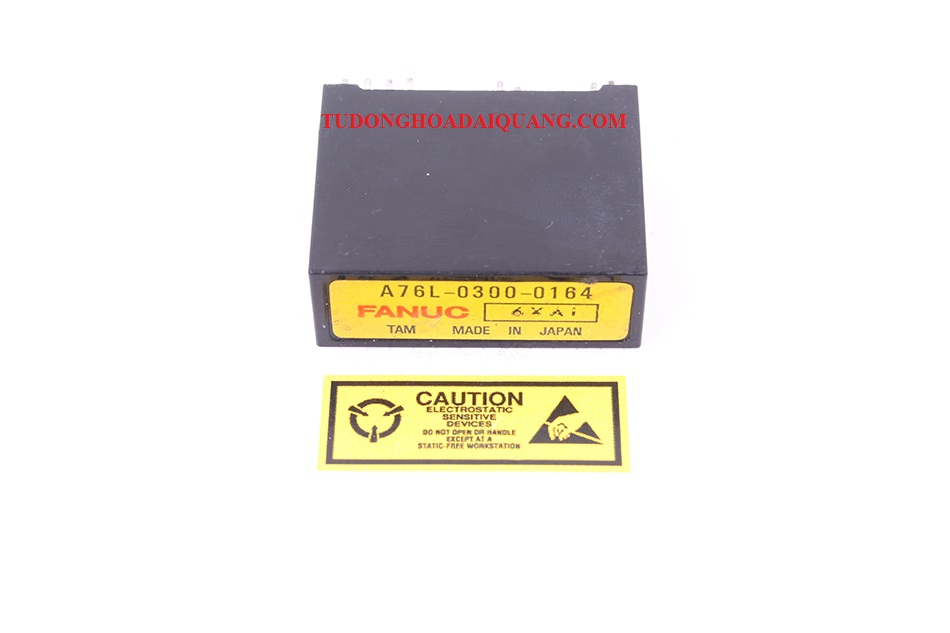 TUDONGHOADAIQUANG.COM
A76L-0300-0164
FANUC 6XA1
TAM MADE IN JAPAN
CAUTION
ELECTROSTATIC
SENSITIVE
DEVICES
DO NOT OPEN OR HANDLE
EXCEPT AT A
STATIC-FREE WORKSTATION